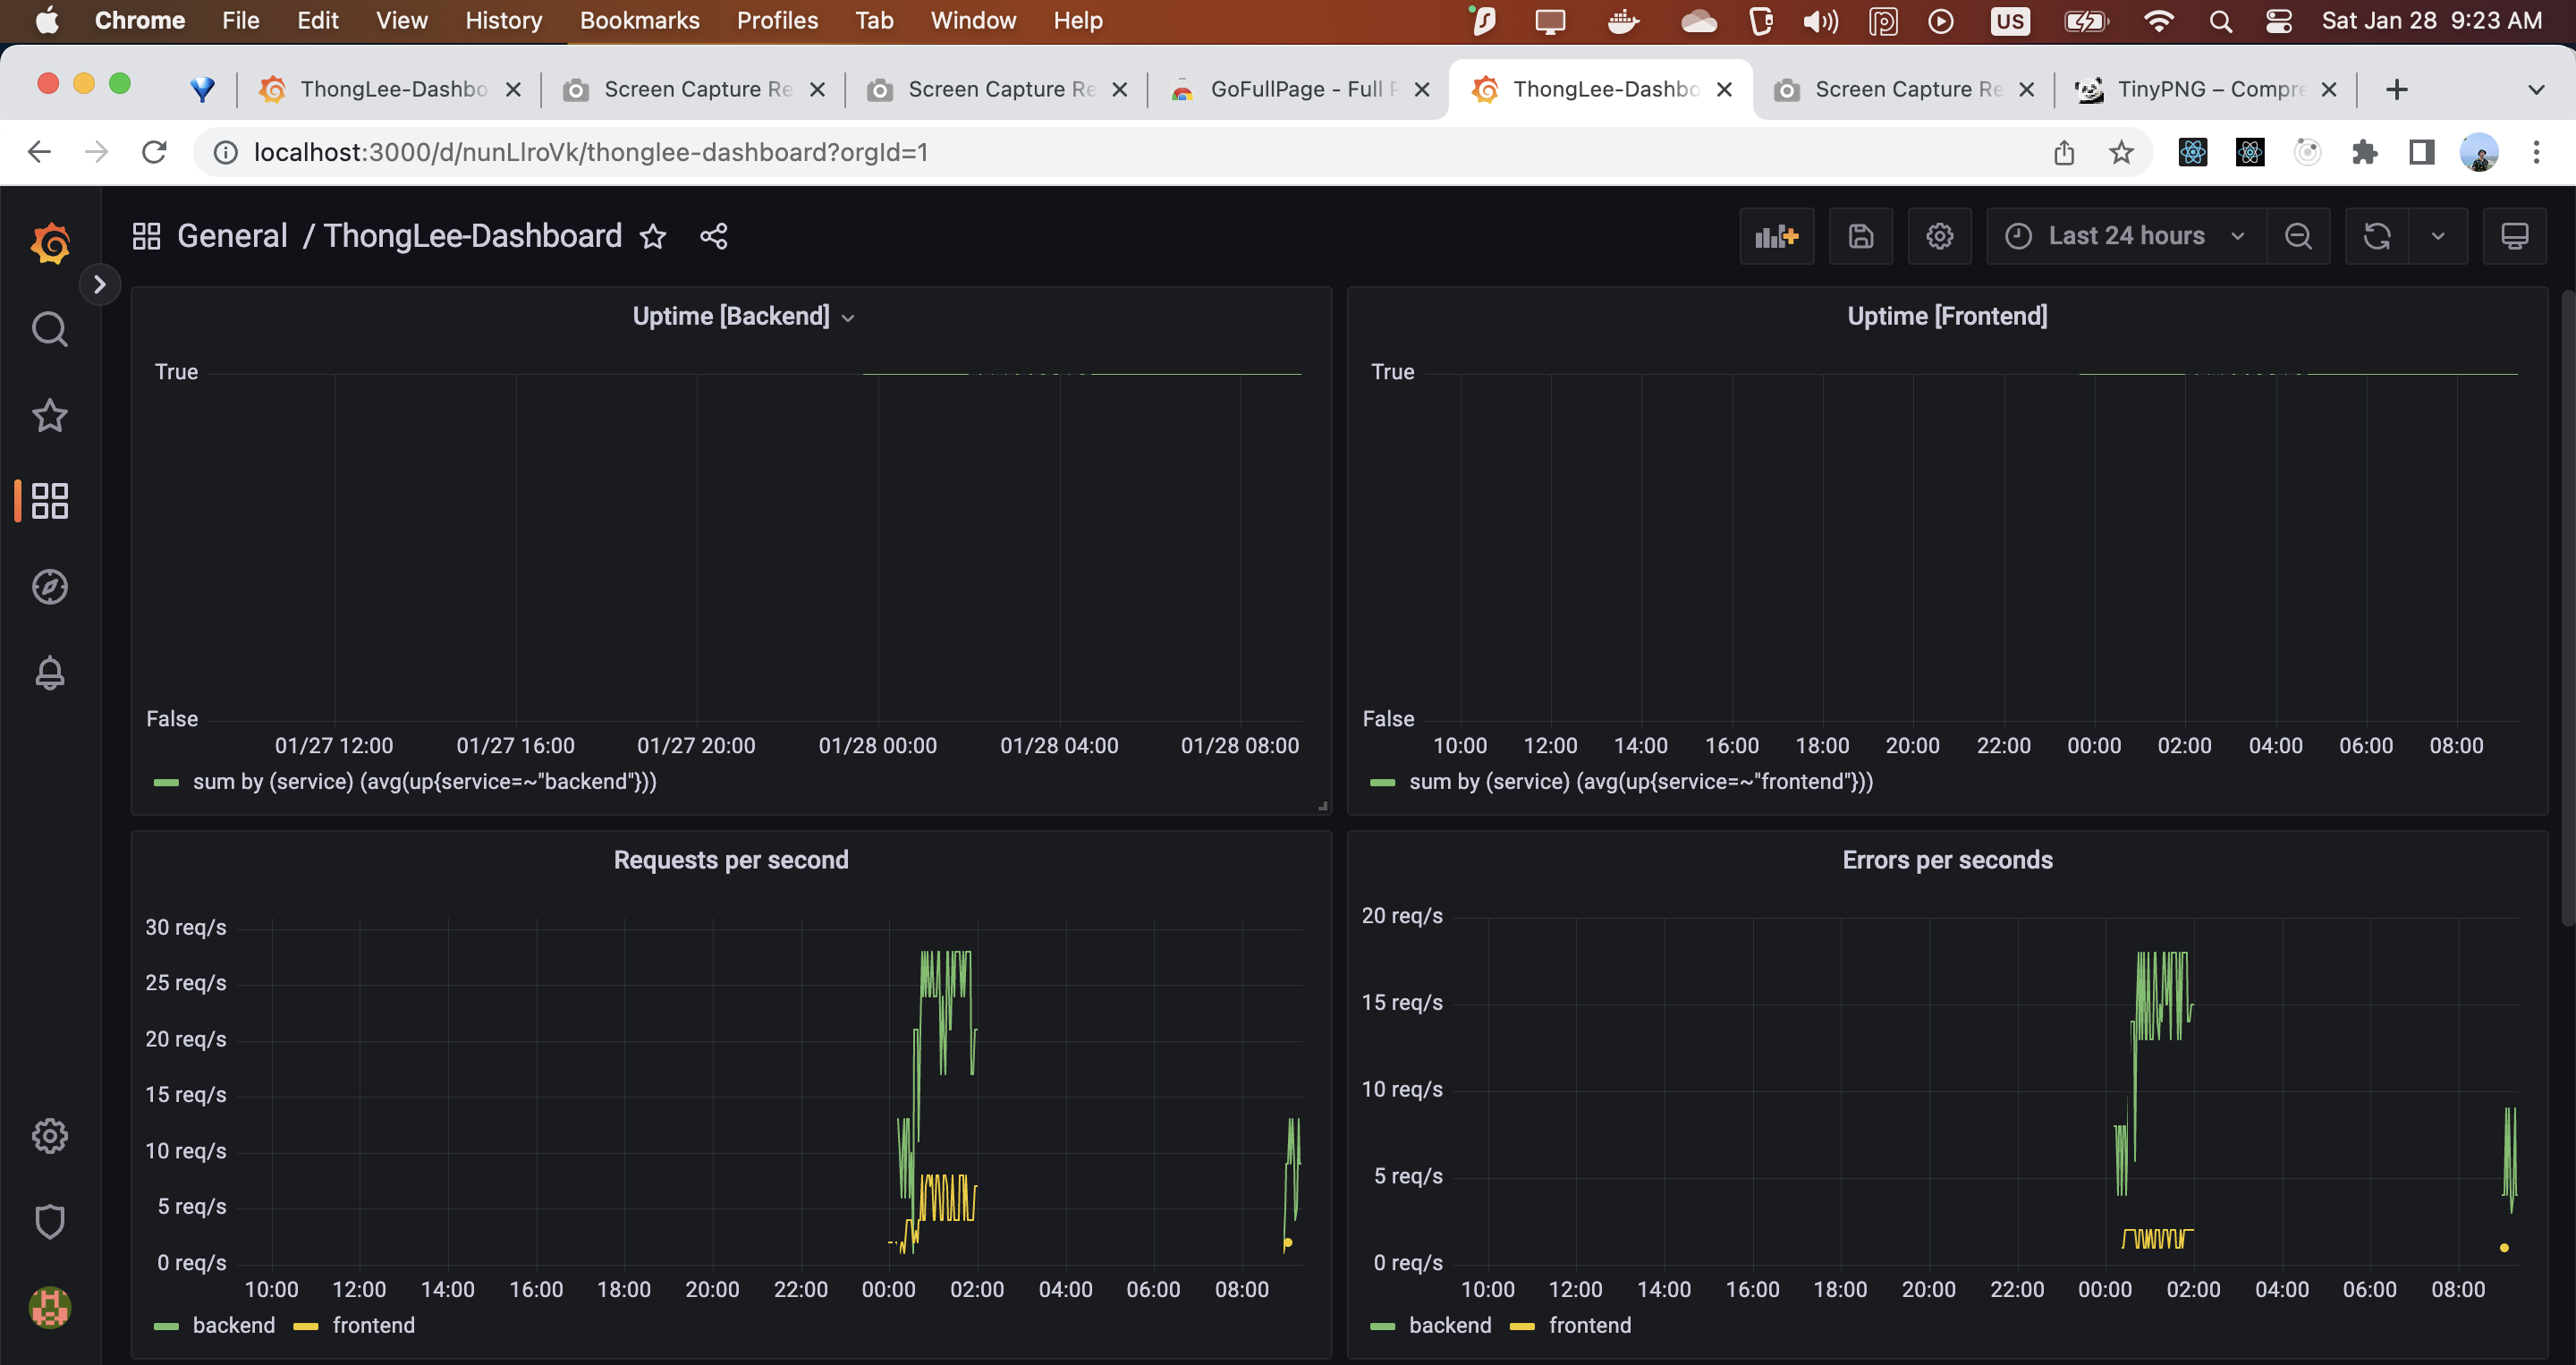 Chrome File Edit View History Bookmarks Profiles Tab Window Help US Sat Jan 28 9:23 AM
ThongLee-Dashbo Screen Capture Re Screen Capture Re GoFullPage - Full P ThongLee-Dashbo Screen Capture Re TinyPNG – Compre
localhost:3000/d/nunLlroVk/thonglee-dashboard?orgId=1
General / ThongLee-Dashboard Last 24 hours
Uptime [Backend]
True
False
01/27 12:00 01/27 16:00 01/27 20:00 01/28 00:00 01/28 04:00 01/28 08:00
sum by (service) (avg(up{service=~"backend"}))
Uptime [Frontend]
True
False
10:00 12:00 14:00 16:00 18:00 20:00 22:00 00:00 02:00 04:00 06:00 08:00
sum by (service) (avg(up{service=~"frontend"}))
Requests per second
30 req/s
25 req/s
20 req/s
15 req/s
10 req/s
5 req/s
0 req/s
10:00 12:00 14:00 16:00 18:00 20:00 22:00 00:00 02:00 04:00 06:00 08:00
backend frontend
Errors per seconds
20 req/s
15 req/s
10 req/s
5 req/s
0 req/s
10:00 12:00 14:00 16:00 18:00 20:00 22:00 00:00 02:00 04:00 06:00 08:00
backend frontend